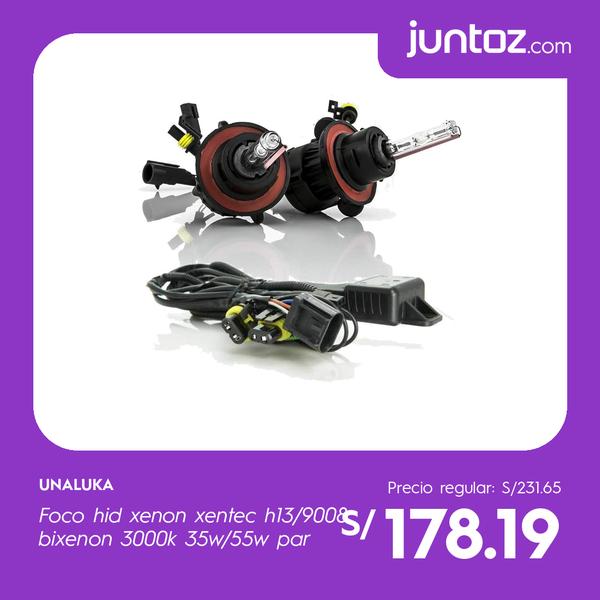 juntoz.com
UNALUKA
Precio regular: S/231.65
Foco hid xenon xentec h13/9008
bixenon 3000k 35w/55w par
S/178.19